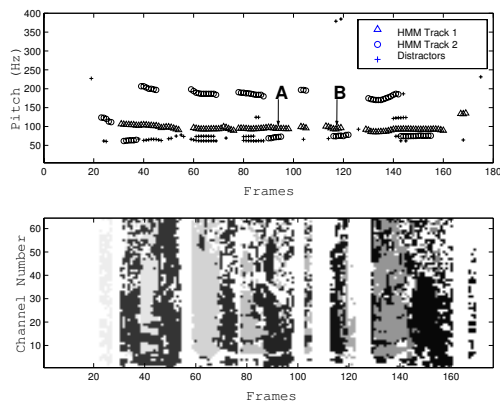 400
350
300
250
200
150
100
50
Pitch (Hz)
HMM Track 1
HMM Track 2
Distractors
A
B
20 40 60 80 100 120 140 160 180
Frames
60
50
40
30
20
10
Channel Number
20 40 60 80 100 120 140 160
Frames